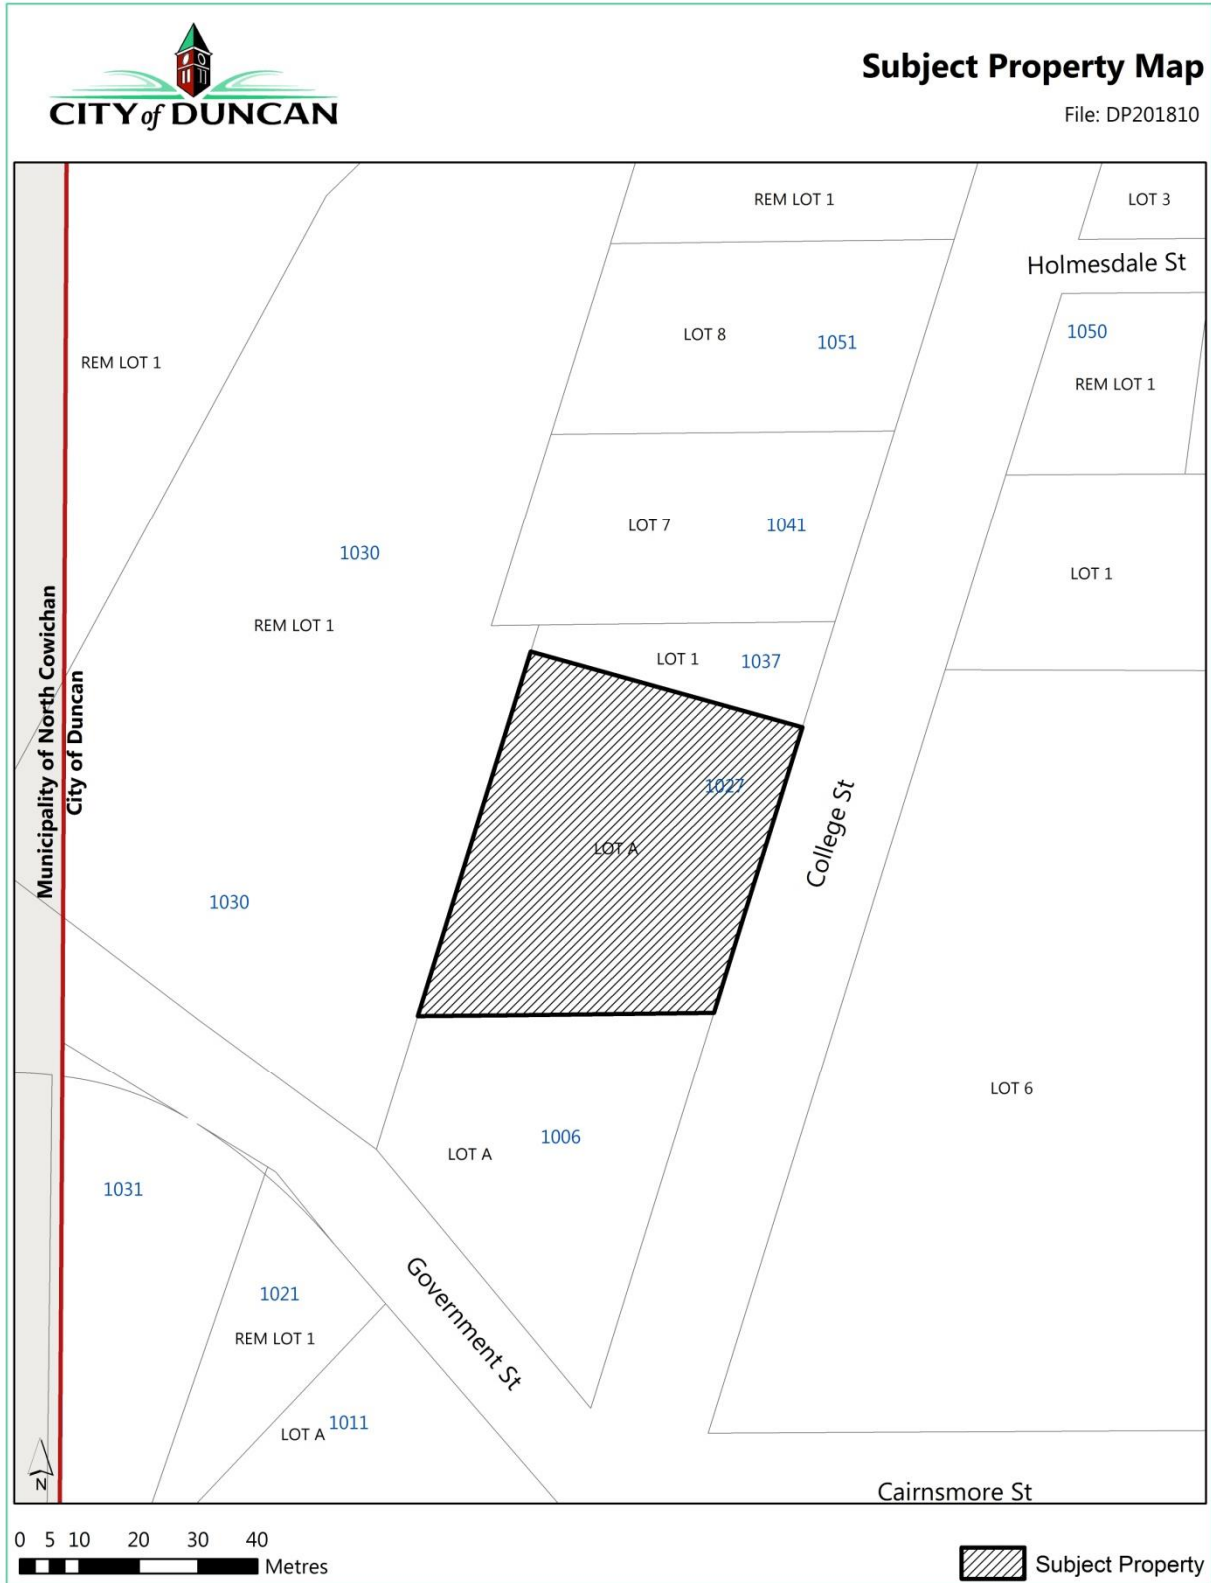 CITY of DUNCAN
Subject Property Map
File: DP201810
REM LOT 1
LOT 3
Holmesdale St
LOT 8
1051
1050
REM LOT 1
REM LOT 1
LOT 7
1041
1030
LOT 1
REM LOT 1
LOT 1
1037
Municipality of North Cowichan
City of Duncan
1027
College St
LOT A
1030
LOT 6
1006
LOT A
1031
Government St
1021
REM LOT 1
1011
LOT A
N
Cairnsmore St
0 5 10 20 30 40
Metres
Subject Property